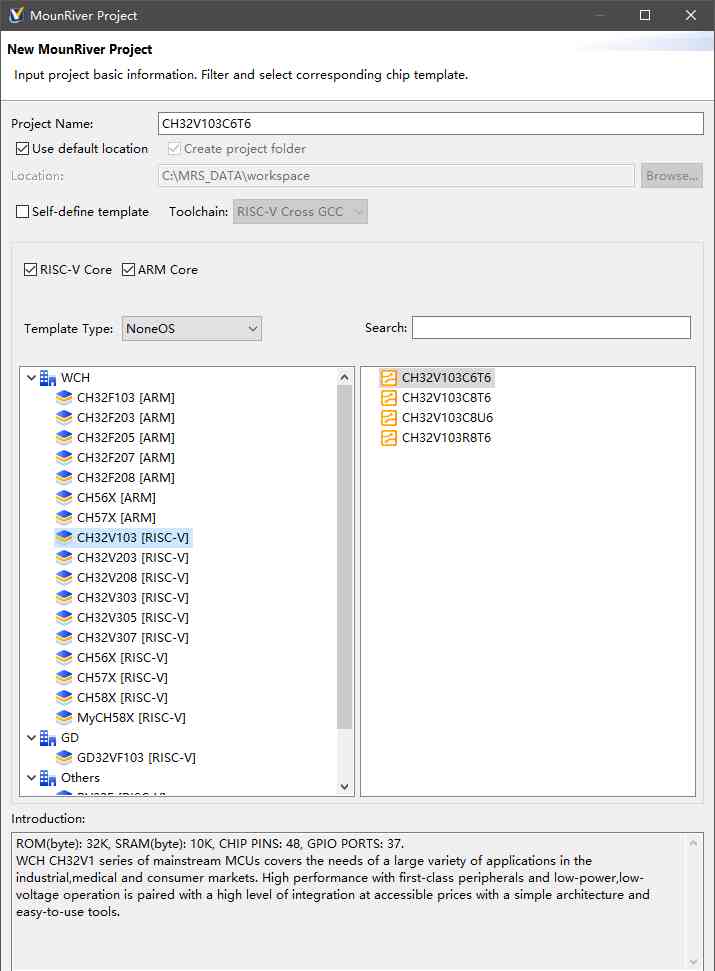 MounRiver Project
New MounRiver Project
Input project basic information. Filter and select corresponding chip template.
Project Name: CH32V103C6T6
Use default location Create project folder
Location: C:\MRS_DATA\workspace Browse...
Self-define template Toolchain: RISC-V Cross GCC
RISC-V Core ARM Core
Template Type: NoneOS Search:
WCH
CH32F103 [ARM]
CH32F203 [ARM]
CH32F205 [ARM]
CH32F207 [ARM]
CH32F208 [ARM]
CH56X [ARM]
CH57X [ARM]
CH32V103 [RISC-V]
CH32V203 [RISC-V]
CH32V208 [RISC-V]
CH32V303 [RISC-V]
CH32V305 [RISC-V]
CH32V307 [RISC-V]
CH56X [RISC-V]
CH57X [RISC-V]
CH58X [RISC-V]
MyCH58X [RISC-V]
GD
GD32VF103 [RISC-V]
Others
CH32V103C6T6
CH32V103C8T6
CH32V103C8U6
CH32V103R8T6
Introduction:
ROM(byte): 32K, SRAM(byte): 10K, CHIP PINS: 48, GPIO PORTS: 37.
WCH CH32V1 series of mainstream MCUs covers the needs of a large variety of applications in the
industrial,medical and consumer markets. High performance with first-class peripherals and low-power,low-
voltage operation is paired with a high level of integration at accessible prices with a simple architecture and
easy-to-use tools.